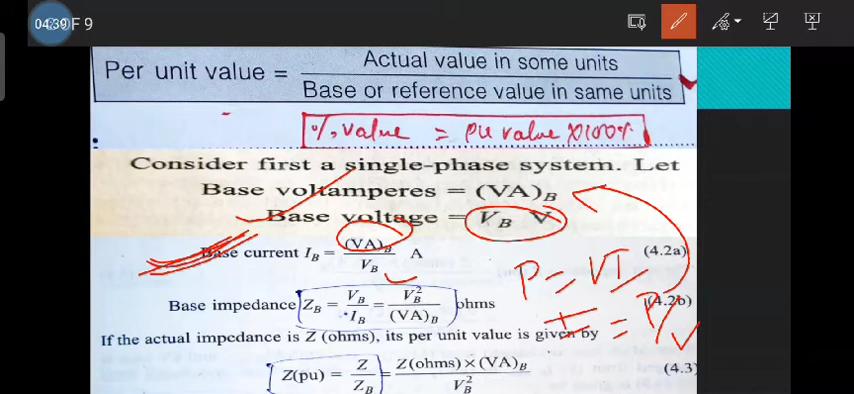 04:39 OF 9
Per unit value = Actual value in some units / Base or reference value in same units
% value = pu value x100%
Consider first a single-phase system. Let
Base voltamperes = (VA)B
Base voltage = VB V
Base current IB = (VA)B / VB A (4.2a)
P = VI
Base impedance ZB = VB / IB = VB² / (VA)B ohms (4.2b)
I = P/V
If the actual impedance is Z (ohms), its per unit value is given by
Z(pu) = Z / ZB = Z(ohms) × (VA)B / VB² (4.3)